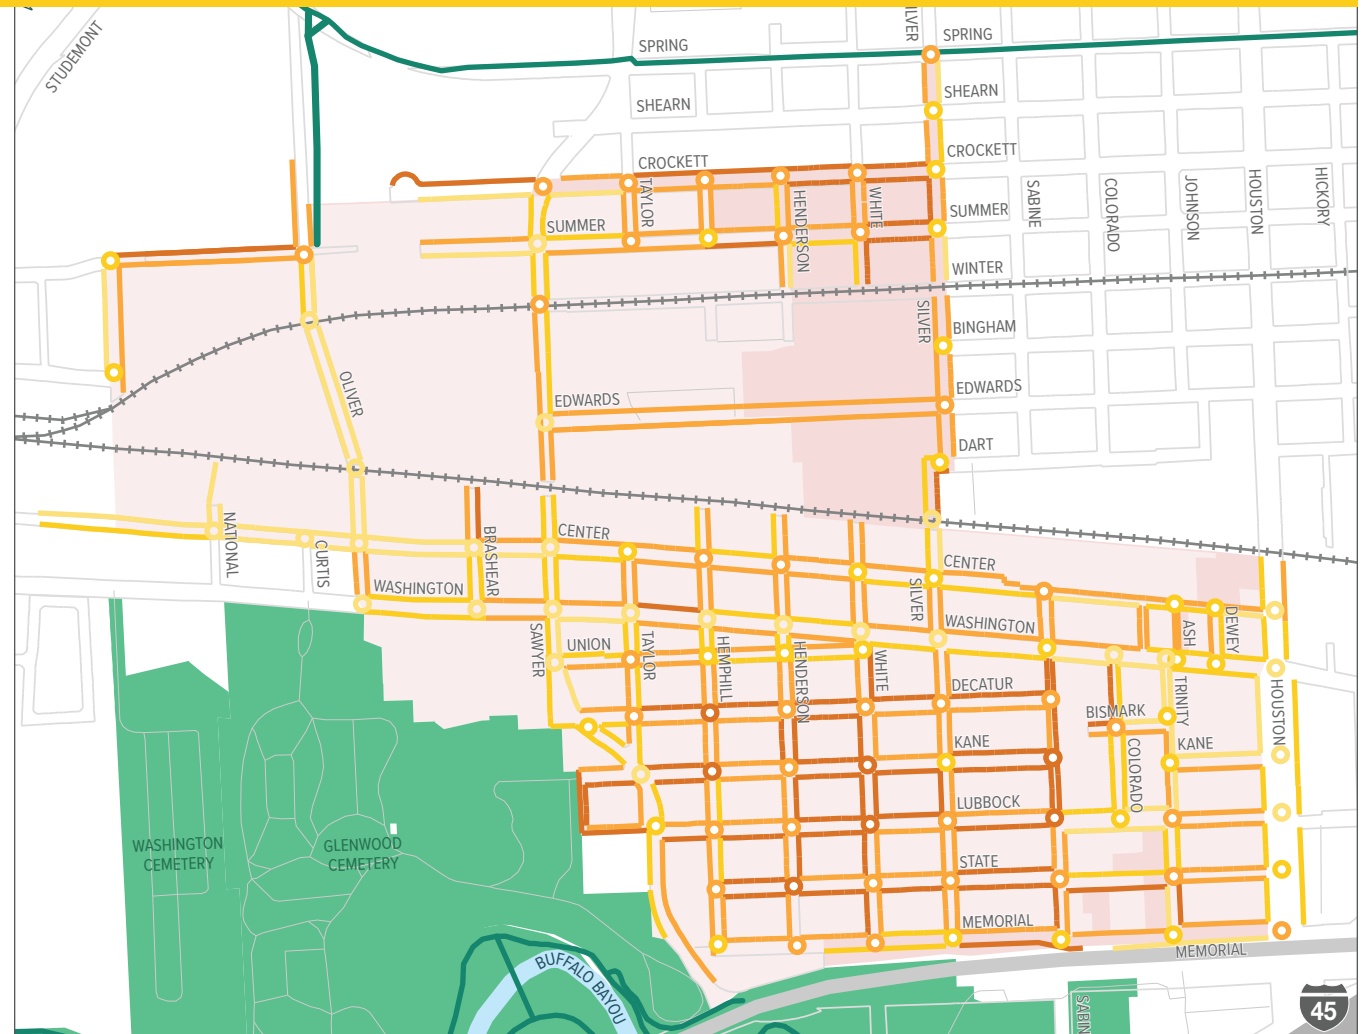 STUDEMONT
SPRING
ILVER
SPRING
SHEARN
SHEARN
CROCKETT
CROCKETT
TAYLOR
HENDERSON
WHITE
SUMMER
SUMMER
SABINE
COLORADO
JOHNSON
HOUSTON
HICKORY
WINTER
SILVER
BINGHAM
OLIVER
EDWARDS
EDWARDS
DART
NATIONAL
CURTIS
BRASHEAR
CENTER
CENTER
WASHINGTON
SILVER
WASHINGTON
ASH
DEWEY
SAWYER
UNION
TAYLOR
HEMPHILL
HENDERSON
WHITE
DECATUR
BISMARK
TRINITY
HOUSTON
KANE
COLORADO
KANE
LUBBOCK
WASHINGTON
CEMETERY
GLENWOOD
CEMETERY
STATE
MEMORIAL
MEMORIAL
BUFFALO BAYOU
SABIN
45